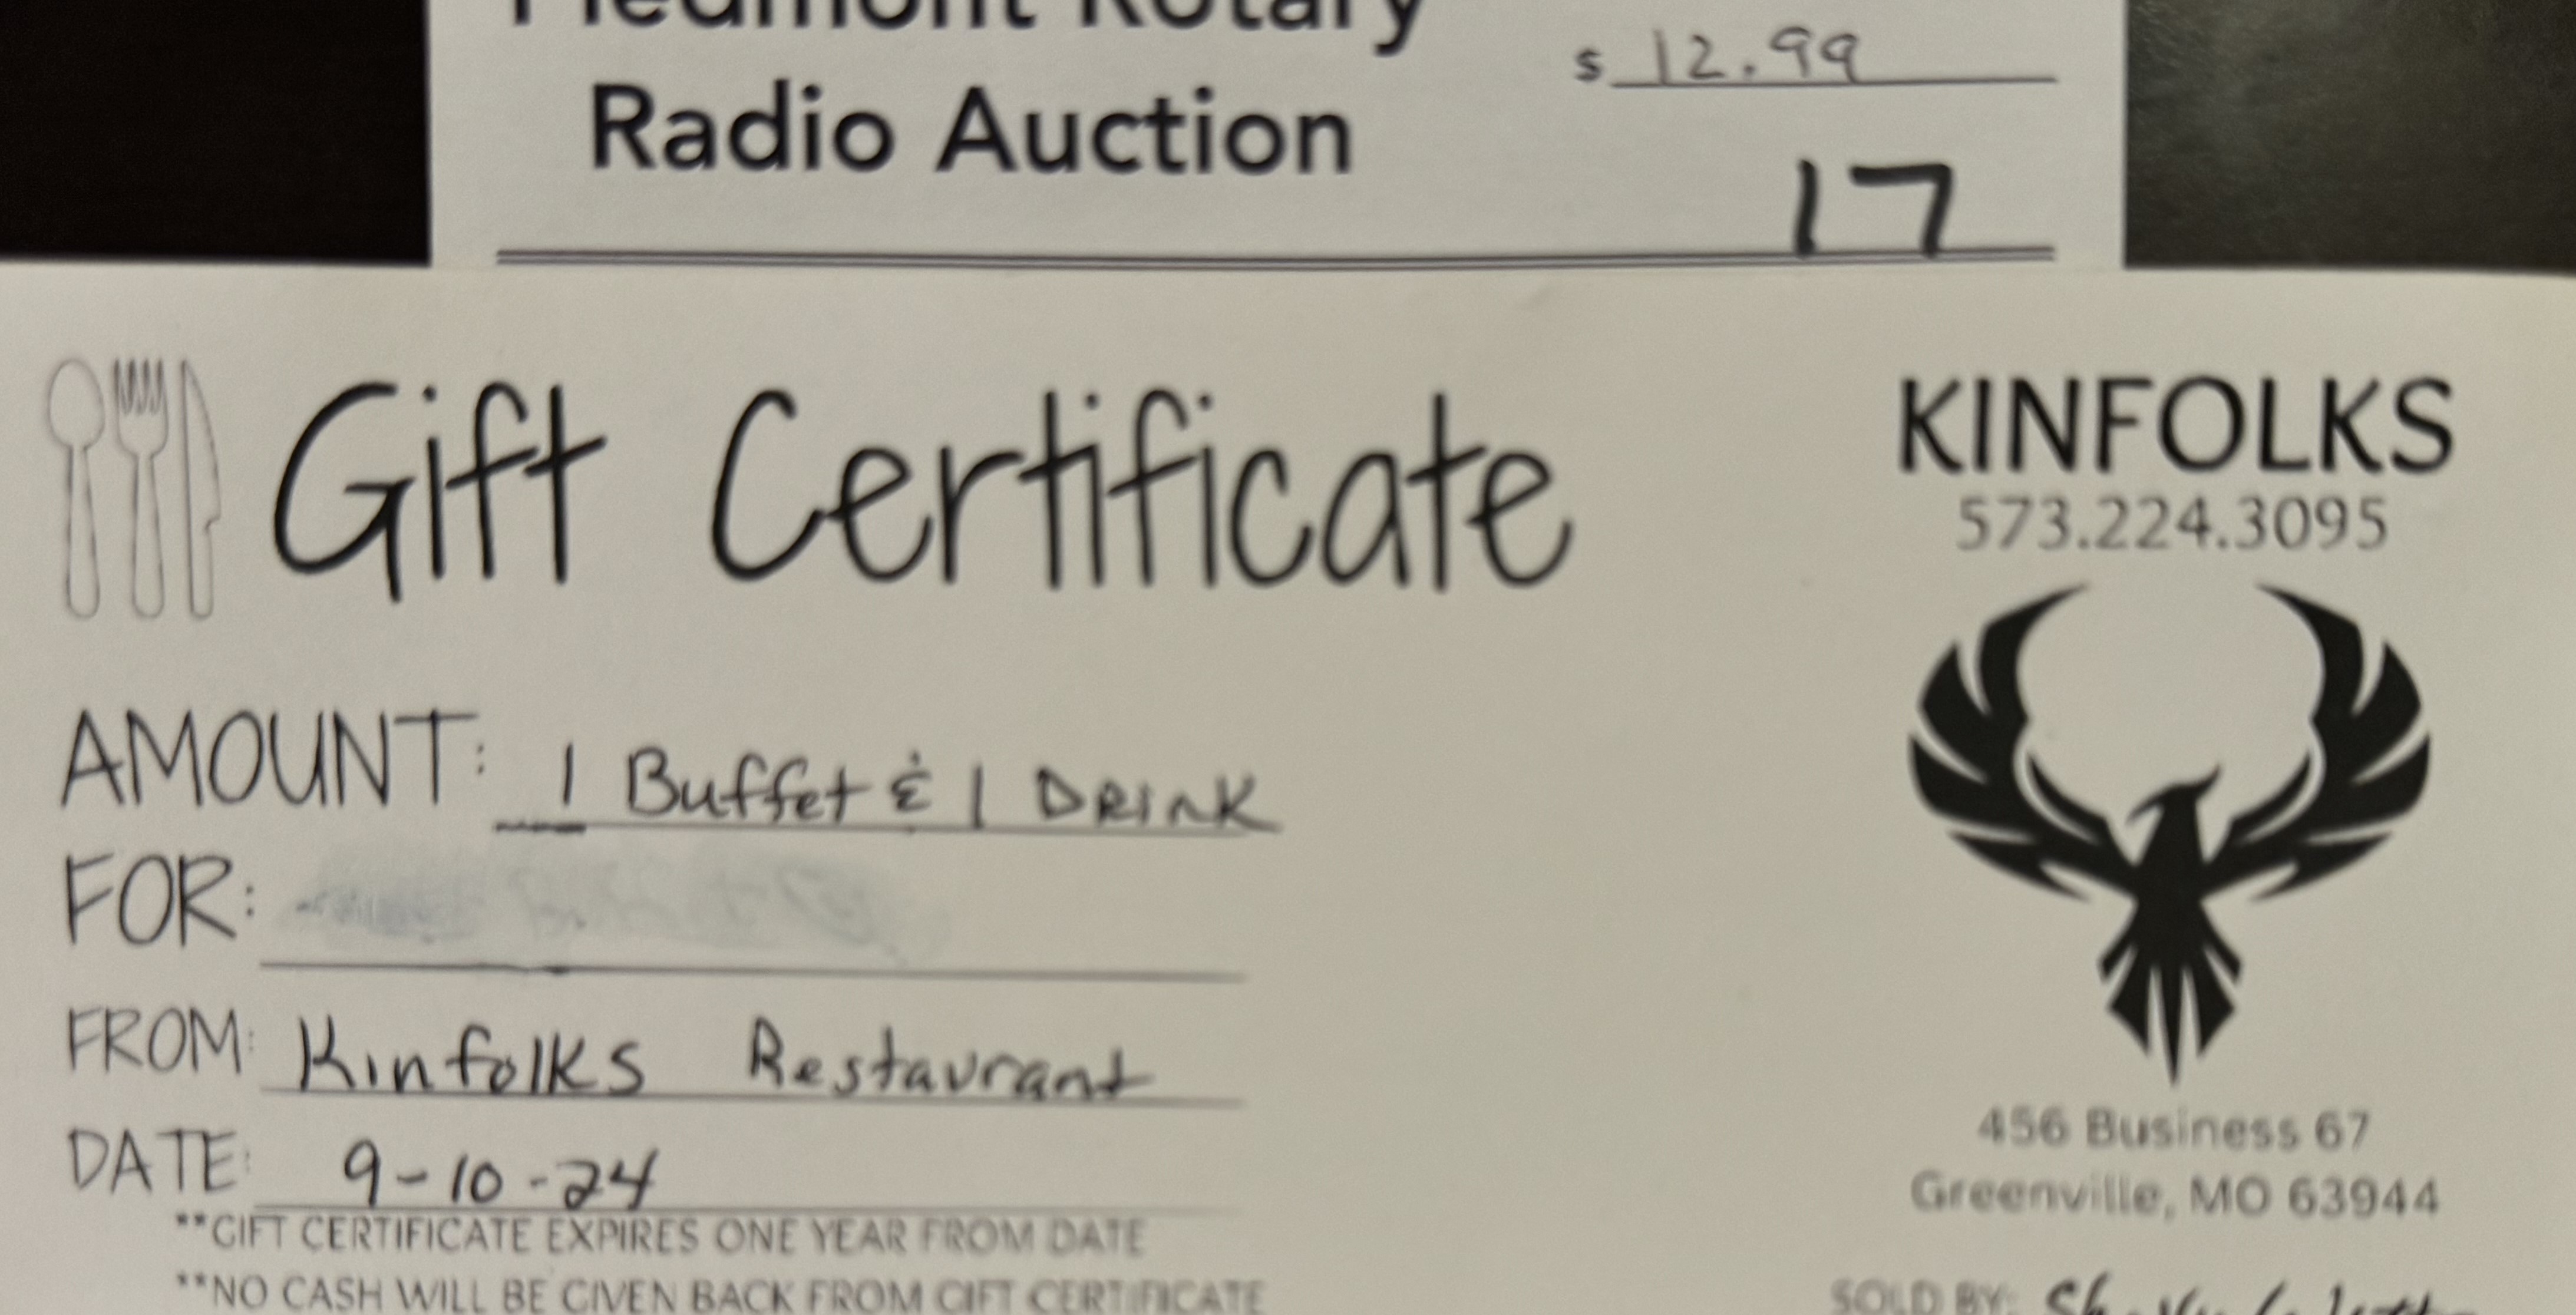 Piedmont Rotary
$ 12.99
Radio Auction
17
Gift Certificate
KINFOLKS
573.224.3095
AMOUNT: 1 Buffet & 1 DRINK
FOR:
FROM: Kinfolks Restaurant
DATE: 9-10-24
456 Business 67
Greenville, MO 63944
**GIFT CERTIFICATE EXPIRES ONE YEAR FROM DATE
**NO CASH WILL BE GIVEN BACK FROM GIFT CERTIFICATE
SOLD BY: